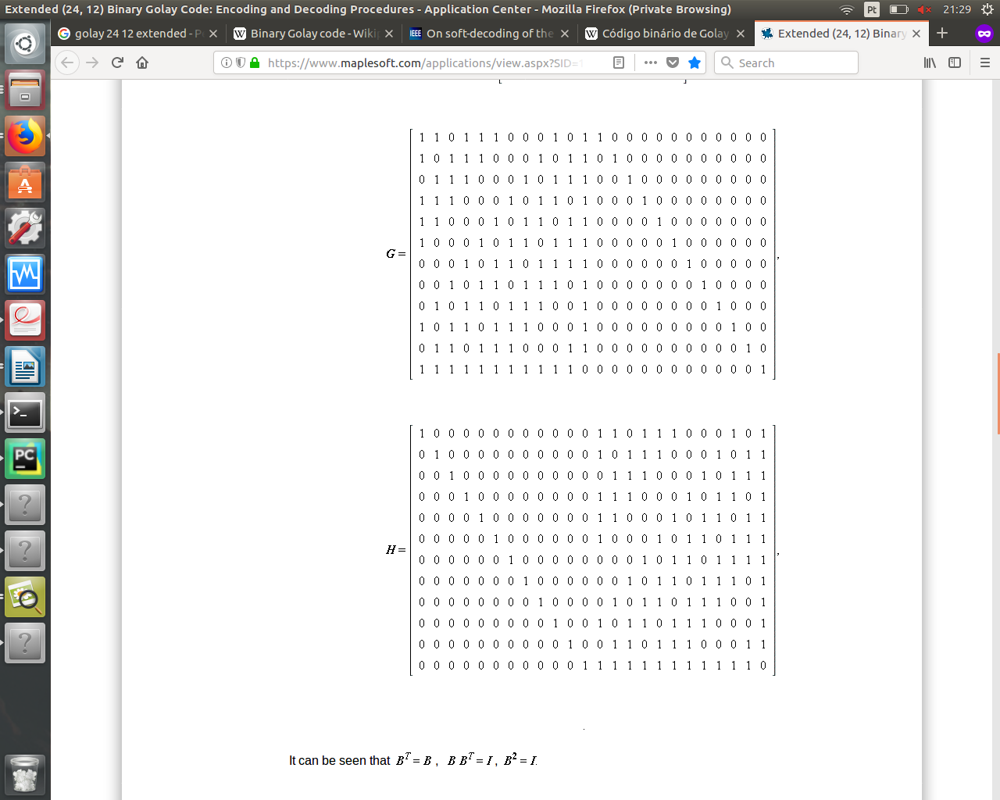 Extended (24, 12) Binary Golay Code: Encoding and Decoding Procedures - Application Center - Mozilla Firefox (Private Browsing)
Pt
21:29
golay 24 12 extended - P
Binary Golay code - Wiki
IEEE
On soft-decoding of the
Código binário de Golay
Extended (24, 12) Binary
https://www.maplesoft.com/applications/view.aspx?SID=1
Search
1 1 0 1 1 1 0 0 0 1 0 1 1 0 0 0 0 0 0 0 0 0 0 0
1 0 1 1 1 0 0 0 1 0 1 1 0 1 0 0 0 0 0 0 0 0 0 0
0 1 1 1 0 0 0 1 0 1 1 1 0 0 1 0 0 0 0 0 0 0 0 0
1 1 1 0 0 0 1 0 1 1 0 1 0 0 0 1 0 0 0 0 0 0 0 0
1 1 0 0 0 1 0 1 1 0 1 1 0 0 0 0 1 0 0 0 0 0 0 0
1 0 0 0 1 0 1 1 0 1 1 1 0 0 0 0 0 1 0 0 0 0 0 0
G =
0 0 0 1 0 1 1 0 1 1 1 1 0 0 0 0 0 0 1 0 0 0 0 0
,
0 0 1 0 1 1 0 1 1 1 0 1 0 0 0 0 0 0 0 1 0 0 0 0
0 1 0 1 1 0 1 1 1 0 0 1 0 0 0 0 0 0 0 0 1 0 0 0
1 0 1 1 0 1 1 1 0 0 0 1 0 0 0 0 0 0 0 0 0 1 0 0
0 1 1 0 1 1 1 0 0 0 1 1 0 0 0 0 0 0 0 0 0 0 1 0
1 1 1 1 1 1 1 1 1 1 1 0 0 0 0 0 0 0 0 0 0 0 0 1
1 0 0 0 0 0 0 0 0 0 0 0 1 1 0 1 1 1 0 0 0 1 0 1
0 1 0 0 0 0 0 0 0 0 0 0 1 0 1 1 1 0 0 0 1 0 1 1
0 0 1 0 0 0 0 0 0 0 0 0 0 1 1 1 0 0 0 1 0 1 1 1
0 0 0 1 0 0 0 0 0 0 0 0 1 1 1 0 0 0 1 0 1 1 0 1
0 0 0 0 1 0 0 0 0 0 0 0 1 1 0 0 0 1 0 1 1 0 1 1
0 0 0 0 0 1 0 0 0 0 0 0 1 0 0 0 1 0 1 1 0 1 1 1
H =
0 0 0 0 0 0 1 0 0 0 0 0 0 0 0 1 0 1 1 0 1 1 1 1
,
0 0 0 0 0 0 0 1 0 0 0 0 0 0 1 0 1 1 0 1 1 1 0 1
0 0 0 0 0 0 0 0 1 0 0 0 0 1 0 1 1 0 1 1 1 0 0 1
0 0 0 0 0 0 0 0 0 1 0 0 1 0 1 1 0 1 1 1 0 0 0 1
0 0 0 0 0 0 0 0 0 0 1 0 0 1 1 0 1 1 1 0 0 0 1 1
0 0 0 0 0 0 0 0 0 0 0 1 1 1 1 1 1 1 1 1 1 1 1 0
.
It can be seen that B^T = B , B B^T = I , B^2 = I.
PC